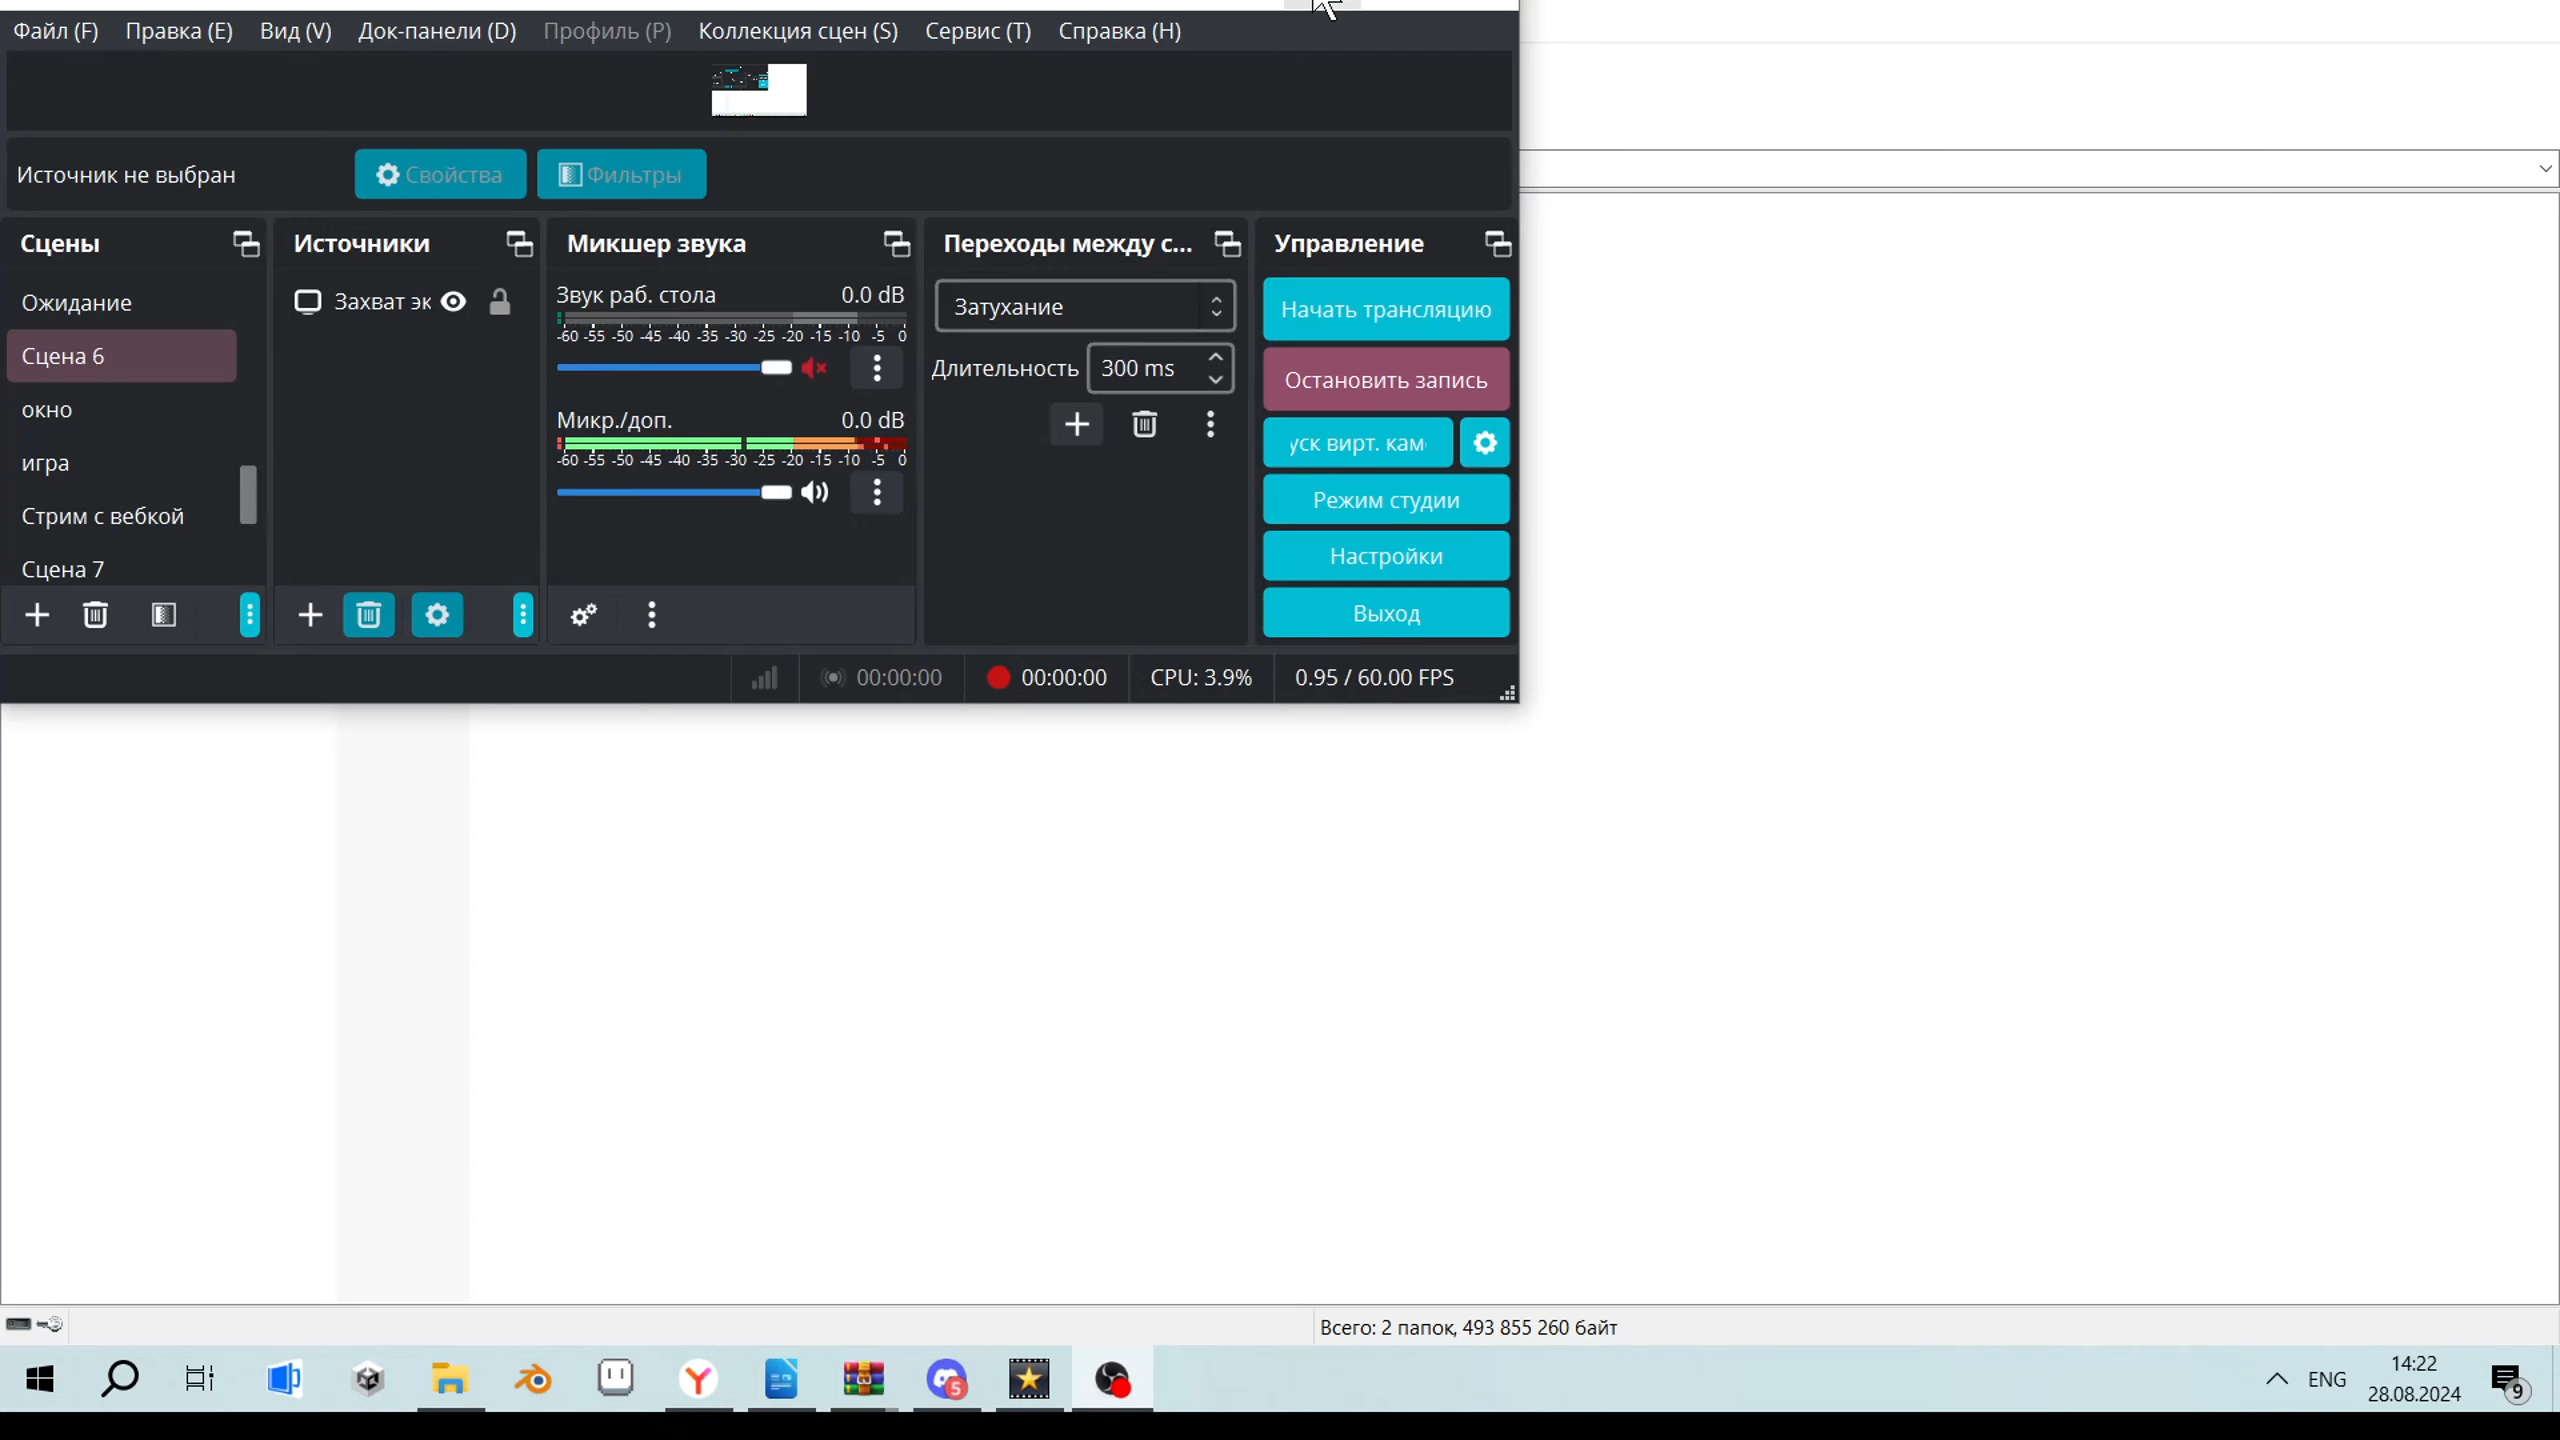 Файл (F) Правка (E) Вид (V) Док-панели (D) Профиль (P) Коллекция сцен (S) Сервис (T) Справка (H)
Источник не выбран Свойства Фильтры
Сцены Источники Микшер звука Переходы между с... Управление
Ожидание
Сцена 6
окно
игра
Стрим с вебкой
Сцена 7
Захват эк
Звук раб. стола 0.0 dB
-60 -55 -50 -45 -40 -35 -30 -25 -20 -15 -10 -5 0
Микр./доп. 0.0 dB
-60 -55 -50 -45 -40 -35 -30 -25 -20 -15 -10 -5 0
Затухание
Длительность 300 ms
Начать трансляцию
Остановить запись
уск вирт. кам
Режим студии
Настройки
Выход
00:00:00 00:00:00 CPU: 3.9% 0.95 / 60.00 FPS
Всего: 2 папок, 493 855 260 байт
5 ENG 14:22
28.08.2024 9